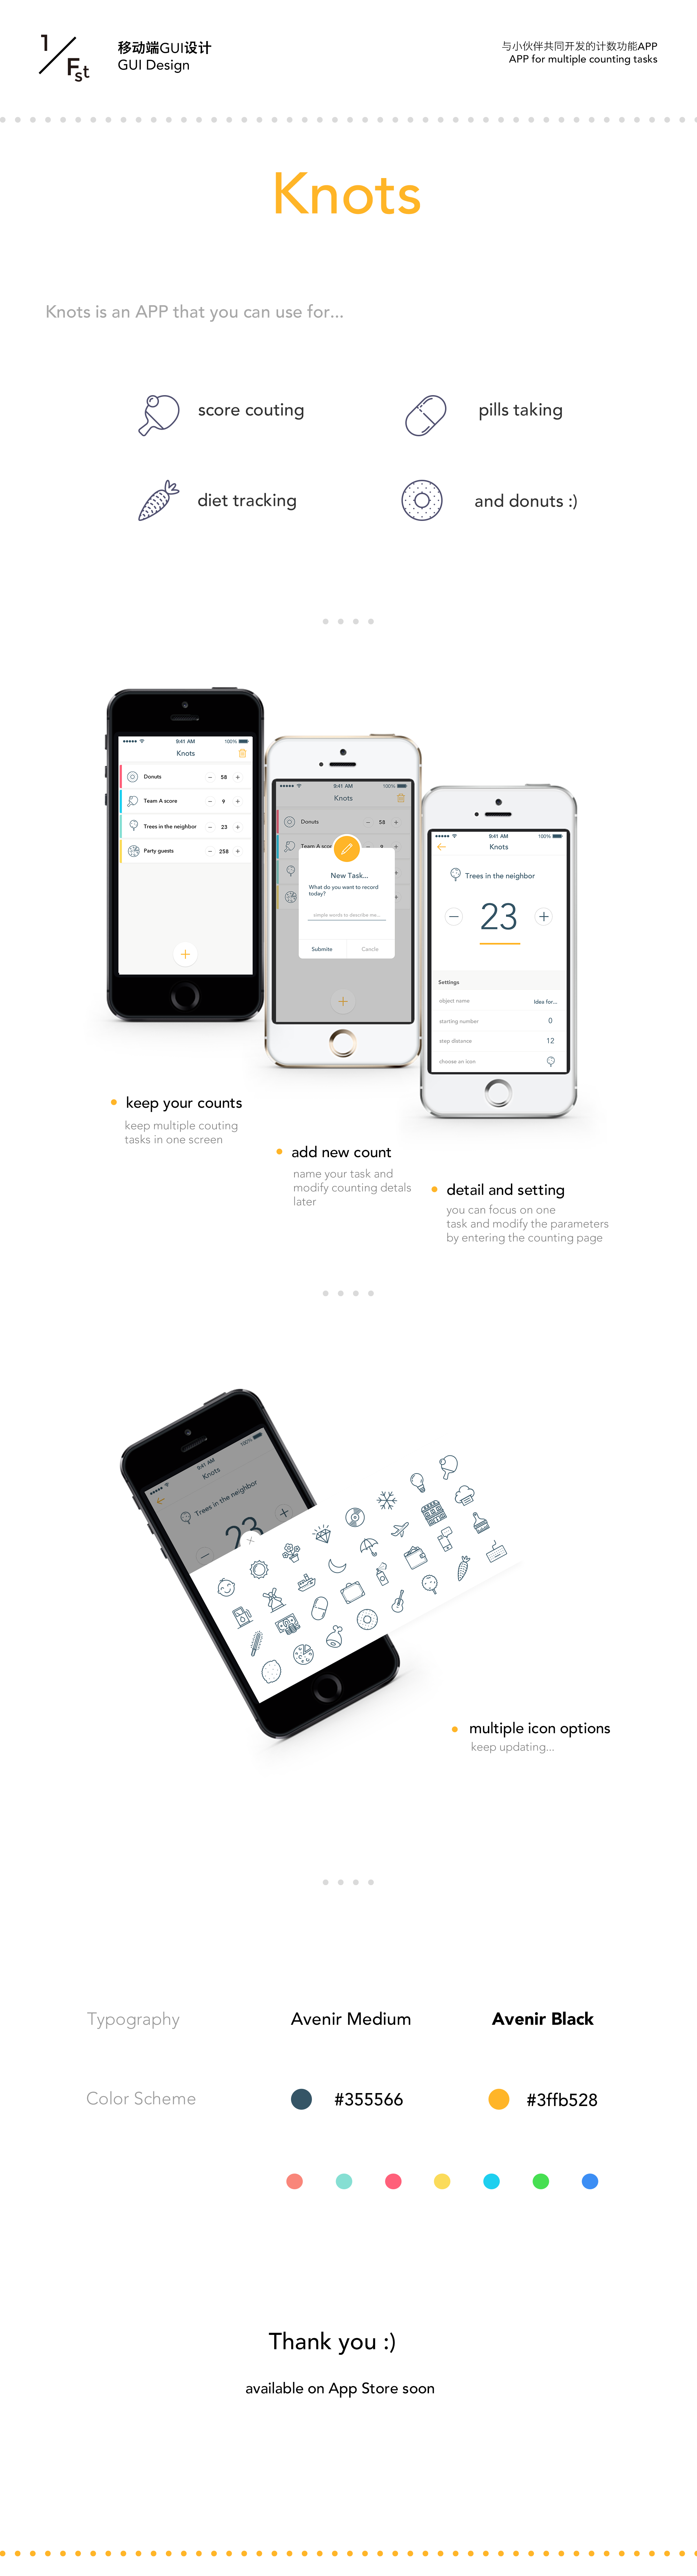 1/Fst
移动端GUI设计
GUI Design
与小伙伴共同开发的计数功能APP
APP for multiple counting tasks
Knots
Knots is an APP that you can use for...
score couting
pills taking
diet tracking
and donuts :)
9:41 AM 100%
Knots
Donuts − 58 +
Team A score − 9 +
Trees in the neighbor − 23 +
Party guests − 258 +
+
9:41 AM 100%
Knots
Donuts − 58 +
Team A scor − 9 +
New Task...
What do you want to record
today?
simple words to describe me...
Submite Cancle
+
9:41 AM 100%
Knots
Trees in the neighbor
− 23 +
Settings
object name Idea for...
starting number 0
step distance 12
choose an icon
keep your counts
keep multiple couting
tasks in one screen
add new count
name your task and
modify counting detals
later
detail and setting
you can focus on one
task and modify the parameters
by entering the counting page
9:41 AM 100%
Knots
Trees in the neighbor
− 23 +
multiple icon options
keep updating...
Typography
Avenir Medium
Avenir Black
Color Scheme
#355566
#3ffb528
Thank you :)
available on App Store soon